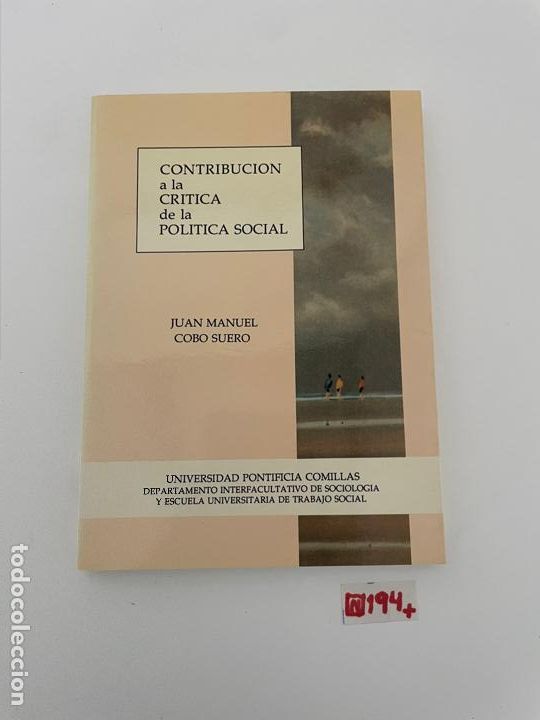 CONTRIBUCION
a la
CRITICA
de la
POLITICA SOCIAL
JUAN MANUEL
COBO SUERO
UNIVERSIDAD PONTIFICIA COMILLAS
DEPARTAMENTO INTERFACULTATIVO DE SOCIOLOGIA
Y ESCUELA UNIVERSITARIA DE TRABAJO SOCIAL
N194+
todocoleccion